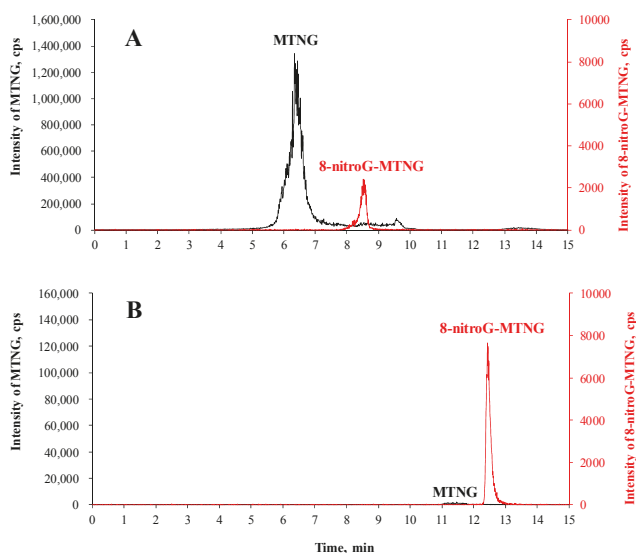 A
MTNG
8-nitroG-MTNG
Intensity of MTNG, cps
1,600,000
1,400,000
1,200,000
1,000,000
800,000
600,000
400,000
200,000
0
Intensity of 8-nitroG-MTNG, cps
10000
8000
6000
4000
2000
0
0 1 2 3 4 5 6 7 8 9 10 11 12 13 14 15
B
8-nitroG-MTNG
MTNG
Intensity of MTNG, cps
160,000
140,000
120,000
100,000
80,000
60,000
40,000
20,000
0
Intensity of 8-nitroG-MTNG, cps
10000
8000
6000
4000
2000
0
0 1 2 3 4 5 6 7 8 9 10 11 12 13 14 15
Time, min